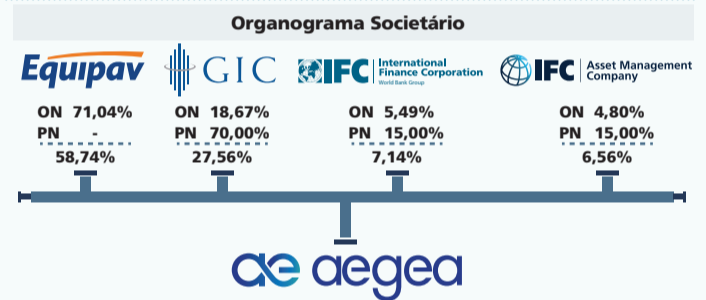 Organograma Societário
Equipav
GIC
IFC International Finance Corporation World Bank Group
IFC Asset Management Company
ON 71,04%
PN -
58,74%
ON 18,67%
PN 70,00%
27,56%
ON 5,49%
PN 15,00%
7,14%
ON 4,80%
PN 15,00%
6,56%
ae aegea